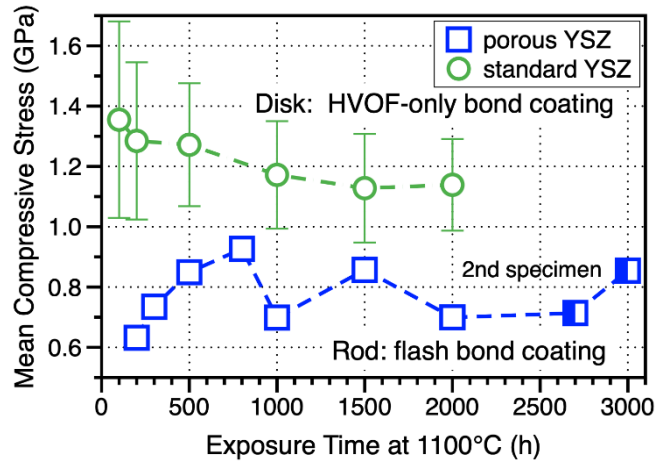 porous YSZ
standard YSZ
Disk: HVOF-only bond coating
2nd specimen
Rod: flash bond coating
Mean Compressive Stress (GPa)
1.6
1.4
1.2
1.0
0.8
0.6
0
500
1000
1500
2000
2500
3000
Exposure Time at 1100°C (h)